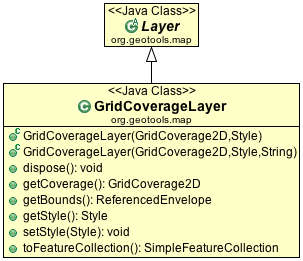 <<Java Class>>
Layer
org.geotools.map
<<Java Class>>
GridCoverageLayer
org.geotools.map
GridCoverageLayer(GridCoverage2D,Style)
GridCoverageLayer(GridCoverage2D,Style,String)
dispose(): void
getCoverage(): GridCoverage2D
getBounds(): ReferencedEnvelope
getStyle(): Style
setStyle(Style): void
toFeatureCollection(): SimpleFeatureCollection